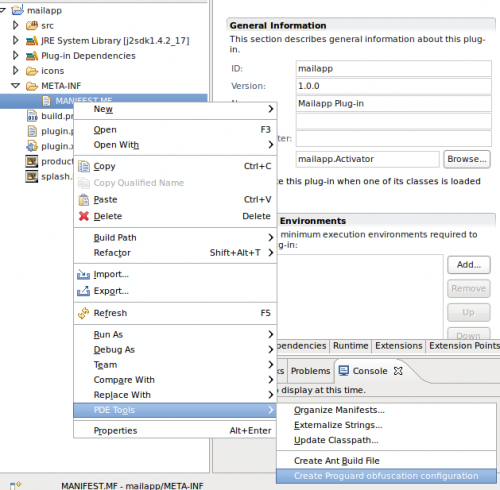 mailapp
src
JRE System Library [j2sdk1.4.2_17]
Plug-in Dependencies
icons
META-INF
MANIFEST.MF
build.pr
plugin.p
plugin.x
product
splash.
General Information
This section describes general information about this plug-
in.
ID:
mailapp
Version:
1.0.0
Mailapp Plug-in
ter:
mailapp.Activator
Browse...
te this plug-in when one of its classes is loaded
Environments
minimum execution environments required to
g-in:
Add...
Remove
Up
Down
pendencies
Runtime
Extensions
Extension Points
ks
Problems
Console
display at this time.
New
Open F3
Open With
Copy Ctrl+C
Copy Qualified Name
Paste Ctrl+V
Delete Delete
Build Path
Refactor Shift+Alt+T
Import...
Export...
Refresh F5
Run As
Debug As
Team
Compare With
Replace With
PDE Tools
Properties Alt+Enter
Organize Manifests...
Externalize Strings...
Update Classpath...
Create Ant Build File
Create Proguard obfuscation configuration
MANIFEST.MF - mailapp/META-INF